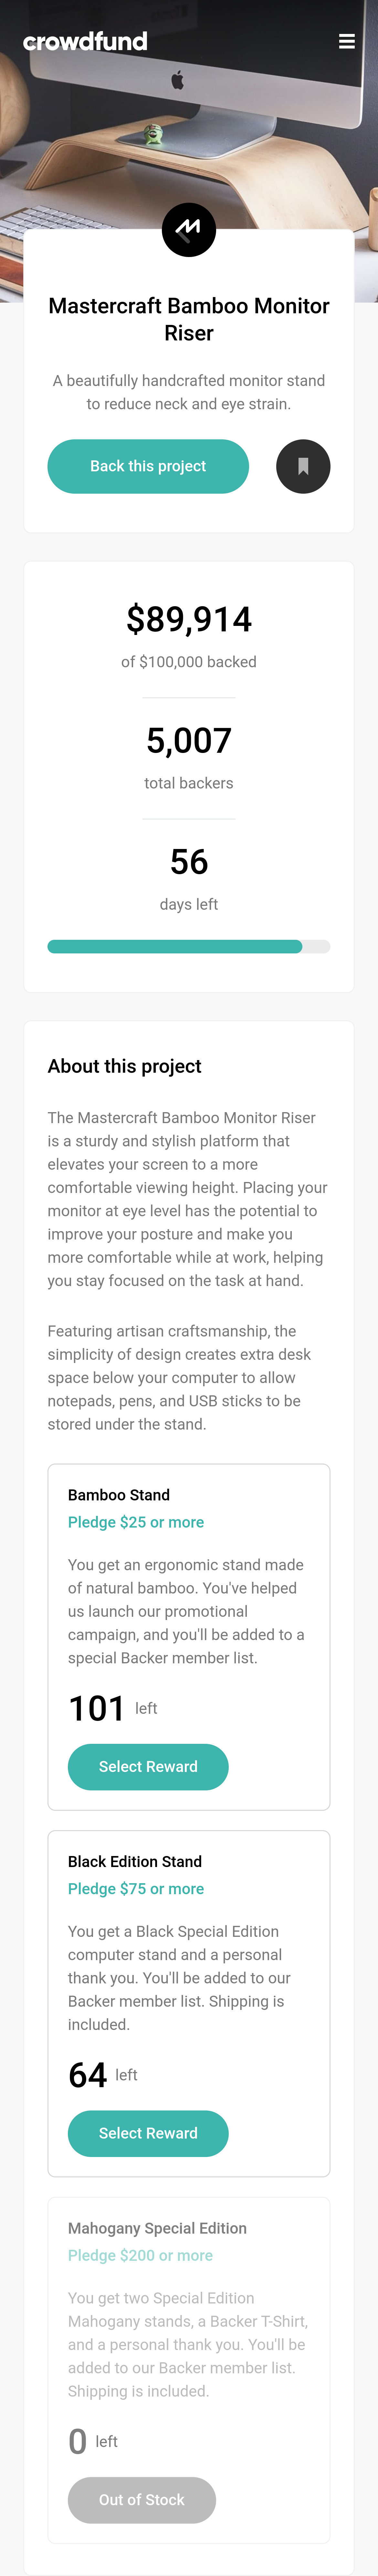 crowdfund
Mastercraft Bamboo Monitor
Riser
A beautifully handcrafted monitor stand
to reduce neck and eye strain.
Back this project
$89,914
of $100,000 backed
5,007
total backers
56
days left
About this project
The Mastercraft Bamboo Monitor Riser
is a sturdy and stylish platform that
elevates your screen to a more
comfortable viewing height. Placing your
monitor at eye level has the potential to
improve your posture and make you
more comfortable while at work, helping
you stay focused on the task at hand.
Featuring artisan craftsmanship, the
simplicity of design creates extra desk
space below your computer to allow
notepads, pens, and USB sticks to be
stored under the stand.
Bamboo Stand
Pledge $25 or more
You get an ergonomic stand made
of natural bamboo. You've helped
us launch our promotional
campaign, and you'll be added to a
special Backer member list.
101 left
Select Reward
Black Edition Stand
Pledge $75 or more
You get a Black Special Edition
computer stand and a personal
thank you. You'll be added to our
Backer member list. Shipping is
included.
64 left
Select Reward
Mahogany Special Edition
Pledge $200 or more
You get two Special Edition
Mahogany stands, a Backer T-Shirt,
and a personal thank you. You'll be
added to our Backer member list.
Shipping is included.
0 left
Out of Stock